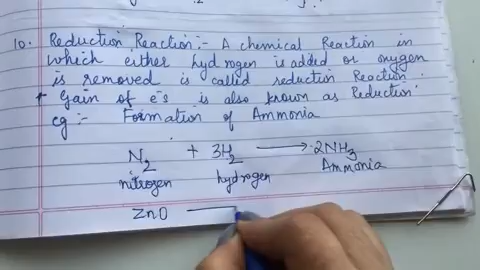 10. Reduction Reaction:- A chemical Reaction in
which either hydrogen is added or oxygen
is removed is called reduction Reaction.
* Gain of e's is also known as Reduction.
eg :- Formation of Ammonia
N2 + 3H2 → 2NH3
nitrogen hydrogen Ammonia
ZnO